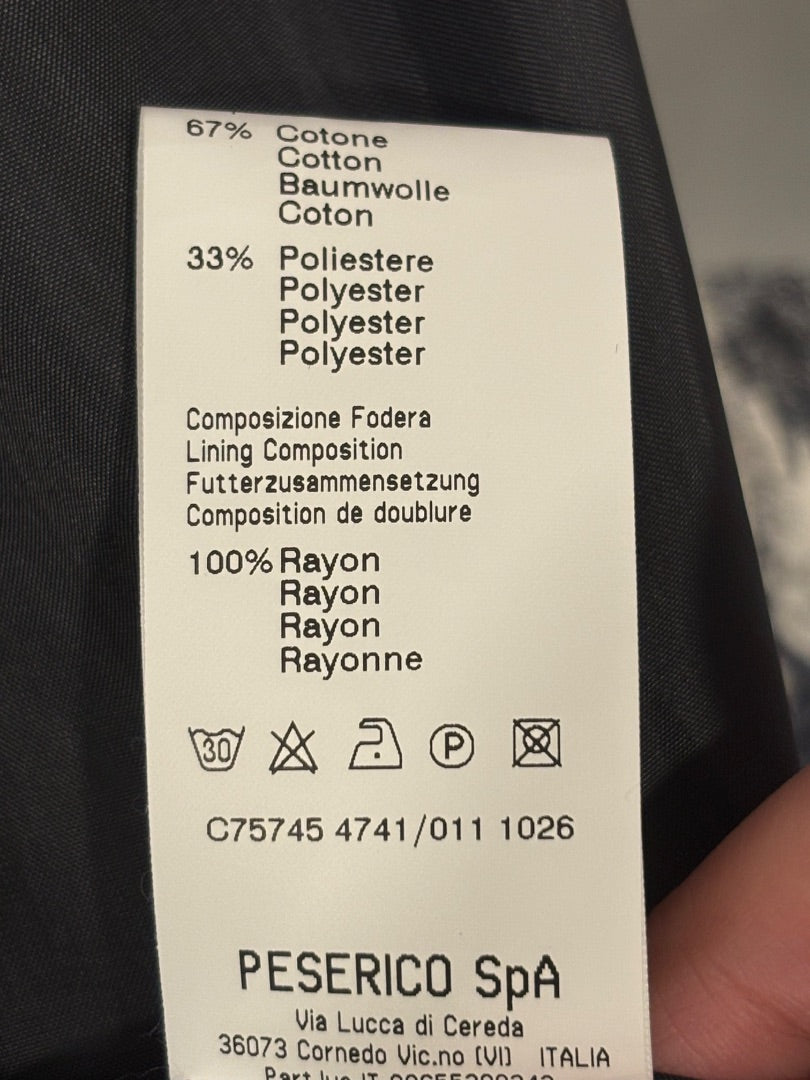 67% Cotone
Cotton
Baumwolle
Coton
33% Poliestere
Polyester
Polyester
Polyester
Composizione Fodera
Lining Composition
Futterzusammensetzung
Composition de doublure
100% Rayon
Rayon
Rayon
Rayonne
30 P
C75745 4741/011 1026
PESERICO SpA
Via Lucca di Cereda
36073 Cornedo Vic.no (VI) ITALIA